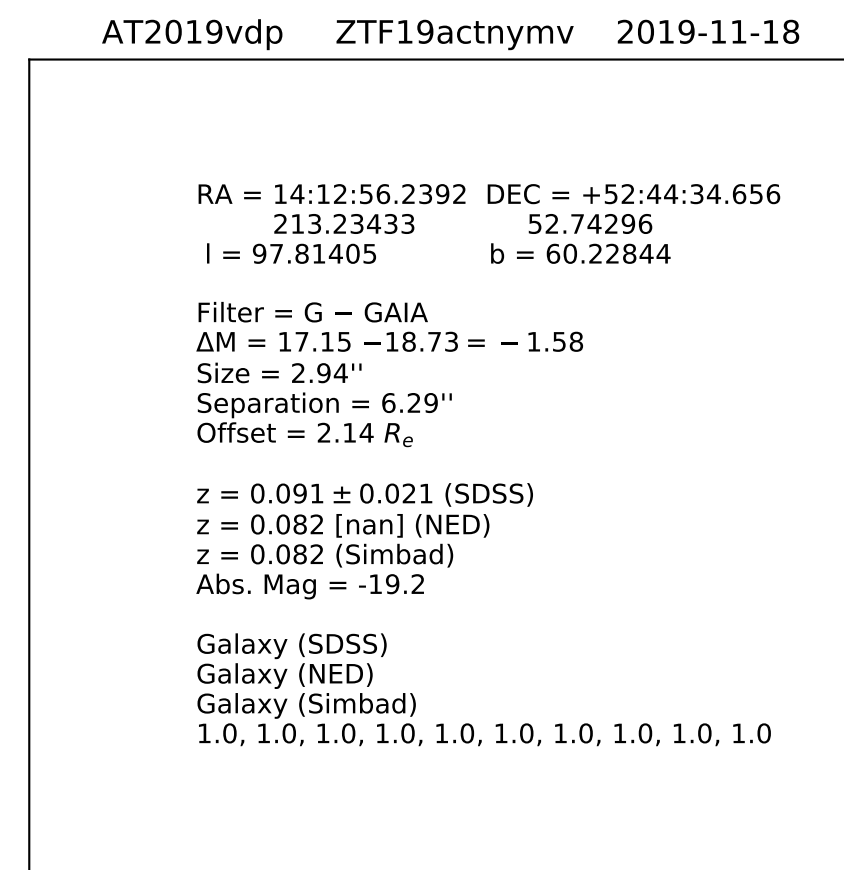 AT2019vdp ZTF19actnymv 2019-11-18
RA = 14:12:56.2392 DEC = +52:44:34.656
213.23433 52.74296
l = 97.81405 b = 60.22844
Filter = G − GAIA
ΔM = 17.15 −18.73 = − 1.58
Size = 2.94''
Separation = 6.29''
Offset = 2.14 Rₑ
z = 0.091 ± 0.021 (SDSS)
z = 0.082 [nan] (NED)
z = 0.082 (Simbad)
Abs. Mag = -19.2
Galaxy (SDSS)
Galaxy (NED)
Galaxy (Simbad)
1.0, 1.0, 1.0, 1.0, 1.0, 1.0, 1.0, 1.0, 1.0, 1.0